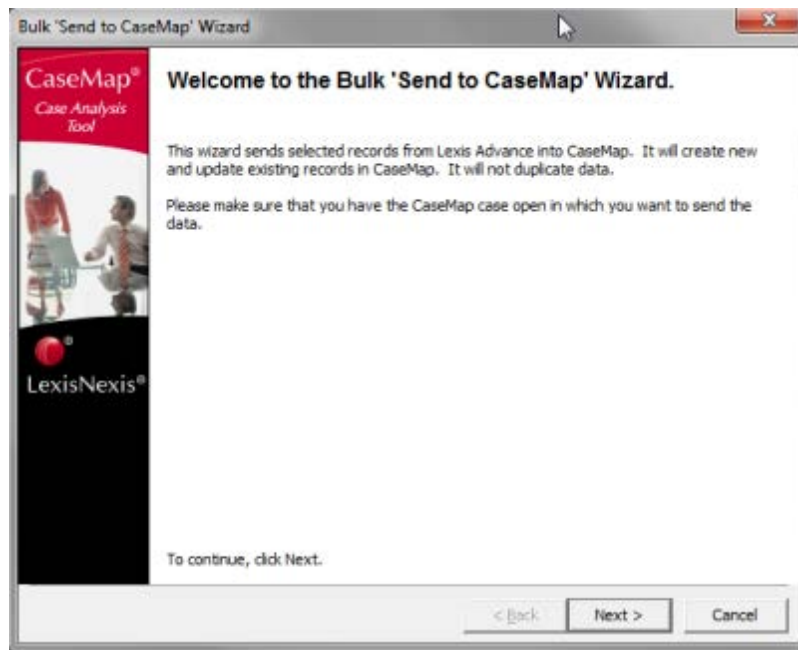 Bulk 'Send to CaseMap' Wizard
CaseMap®
Case Analysis
Tool
Welcome to the Bulk 'Send to CaseMap' Wizard.
This wizard sends selected records from Lexis Advance into CaseMap. It will create new
and update existing records in CaseMap. It will not duplicate data.
Please make sure that you have the CaseMap case open in which you want to send the
data.
®
LexisNexis®
To continue, click Next.
< Back
Next >
Cancel